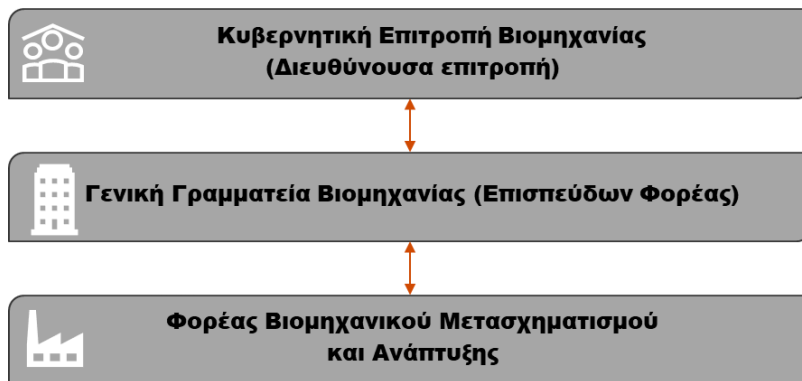 Κυβερνητική Επιτροπή Βιομηχανίας
(Διευθύνουσα επιτροπή)
Γενική Γραμματεία Βιομηχανίας (Επισπεύδων Φορέας)
Φορέας Βιομηχανικού Μετασχηματισμού
και Ανάπτυξης